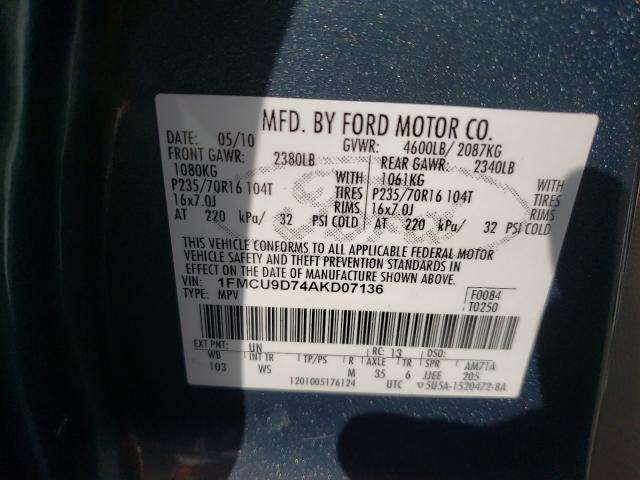 MFD. BY FORD MOTOR CO.
DATE: 05/10 GVWR: 4600LB/ 2087KG
FRONT GAWR: 2380LB REAR GAWR: 2340LB
1080KG WITH 1061KG WITH
P235/70R16 104T TIRES P235/70R16 104T TIRES
16x7.0J RIMS 16x7.0J RIMS
AT 220 kPa/ 32 PSI COLD AT 220 kPa/ 32 PSI COLD
THIS VEHICLE CONFORMS TO ALL APPLICABLE FEDERAL MOTOR
VEHICLE SAFETY AND THEFT PREVENTION STANDARDS IN
EFFECT ON THE DATE OF MANUFACTURE SHOWN ABOVE.
VIN: 1FMCU9D74AKD07136 F0084
TYPE: MPV T0250
EXT PNT: UN RC: 13 DSO:
WB INT TR TP/PS R AXLE TR SPR AM71A
103 WS M 35 6 JJEE 205
1201005176124 UTC 5U5A-1520472-8A